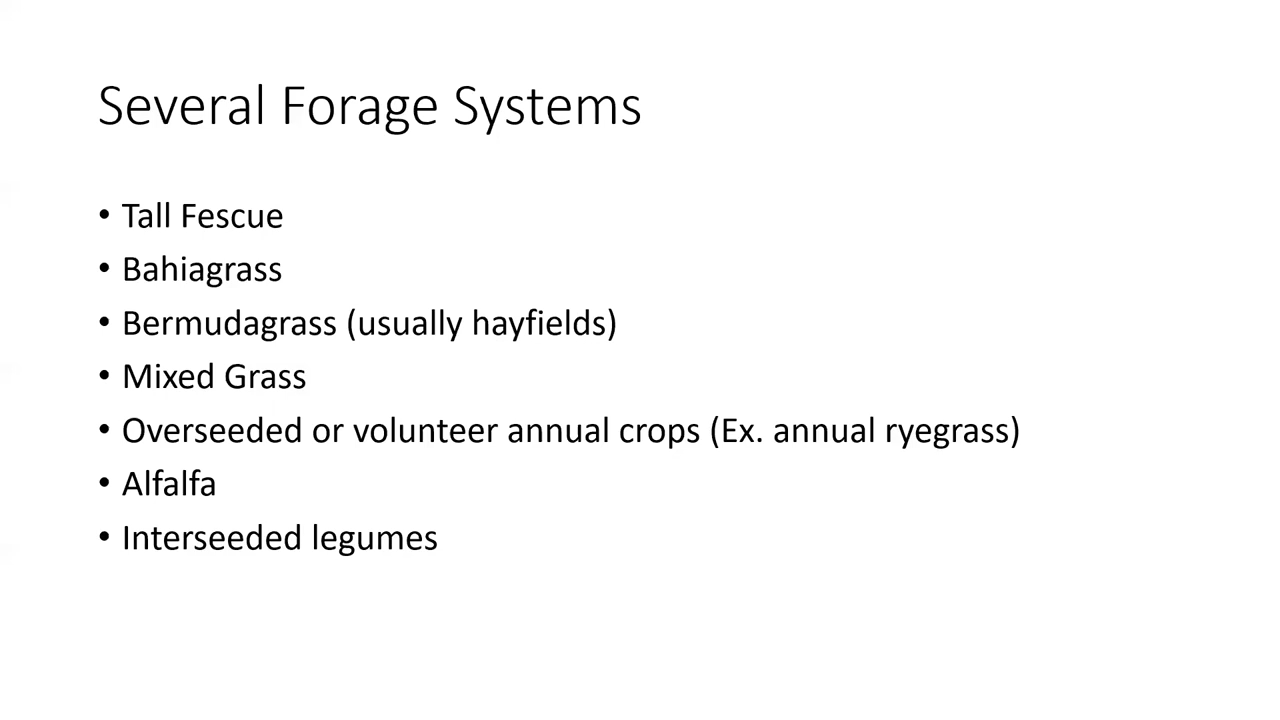 Several Forage Systems
• Tall Fescue
• Bahiagrass
• Bermudagrass (usually hayfields)
• Mixed Grass
• Overseeded or volunteer annual crops (Ex. annual ryegrass)
• Alfalfa
• Interseeded legumes